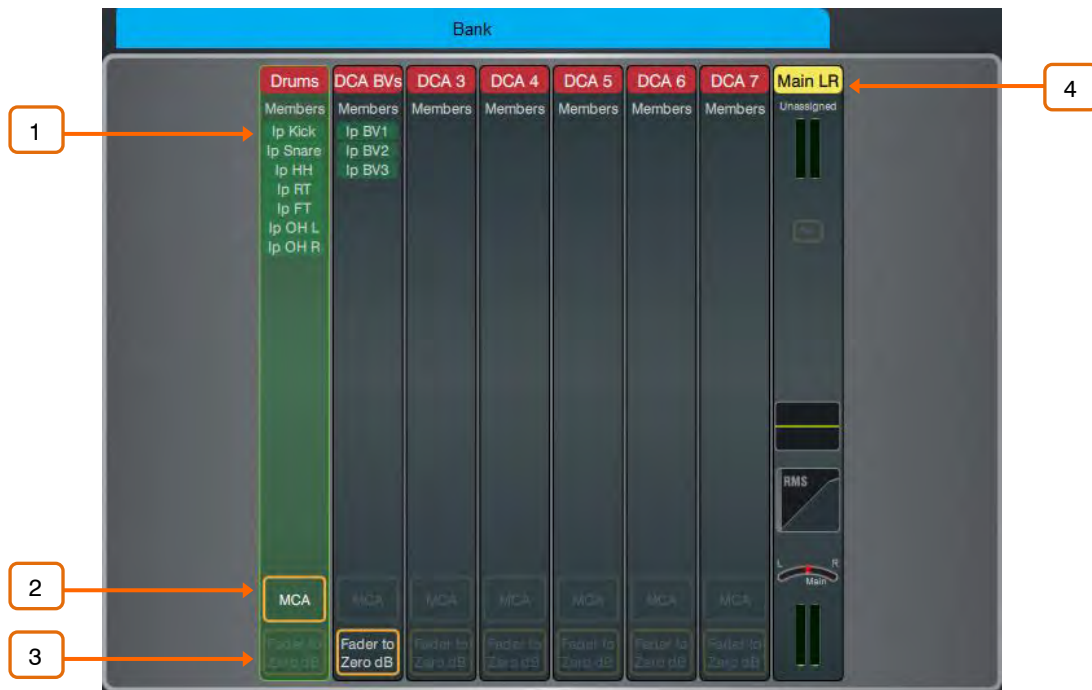 Bank
Drums DCA BVs DCA 3 DCA 4 DCA 5 DCA 6 DCA 7 Main LR
4
Members Members Members Members Members Members Members Unassigned
1
Ip Kick Ip BV1
Ip Snare Ip BV2
Ip HH Ip BV3
Ip RT
Ip FT
Ip OH L
Ip OH R
RMS
L R
Main
2
MCA MCA MCA MCA MCA MCA MCA
3
Fader to Fader to Fader to Fader to Fader to Fader to Fader to
Zero dB Zero dB Zero dB Zero dB Zero dB Zero dB Zero dB